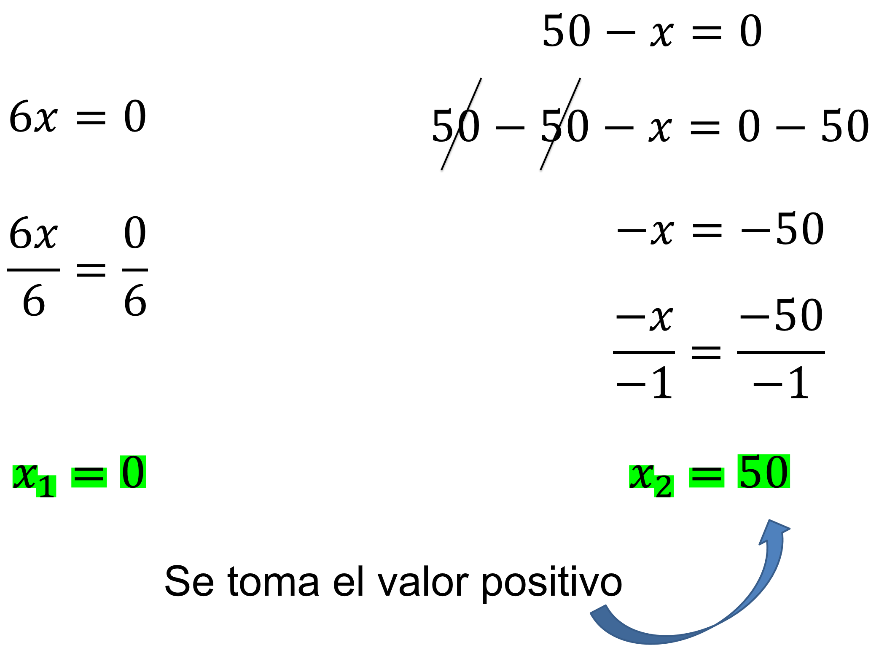 50 − x = 0
6x = 0
50 − 50 − x = 0 − 50
6x/6 = 0/6
−x = −50
−x/−1 = −50/−1
x₁ = 0
x₂ = 50
Se toma el valor positivo